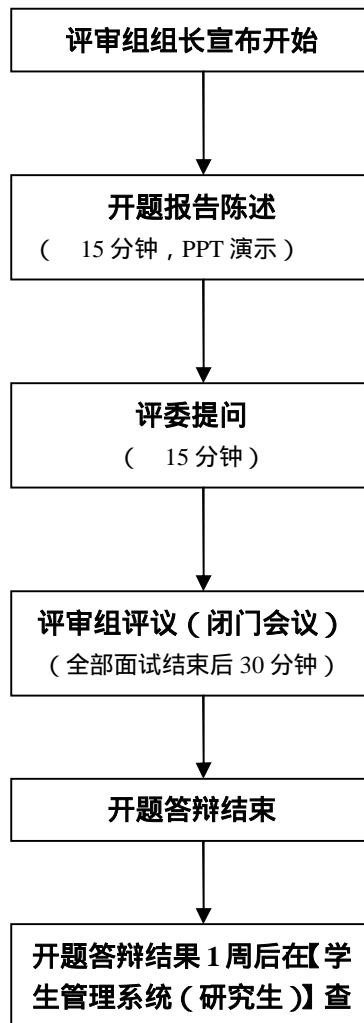 评审组组长宣布开始
开题报告陈述
（ 15 分钟，PPT 演示）
评委提问
（ 15 分钟）
评审组评议（闭门会议）
（全部面试结束后 30 分钟）
开题答辩结束
开题答辩结果 1 周后在【学
生管理系统（研究生）】查